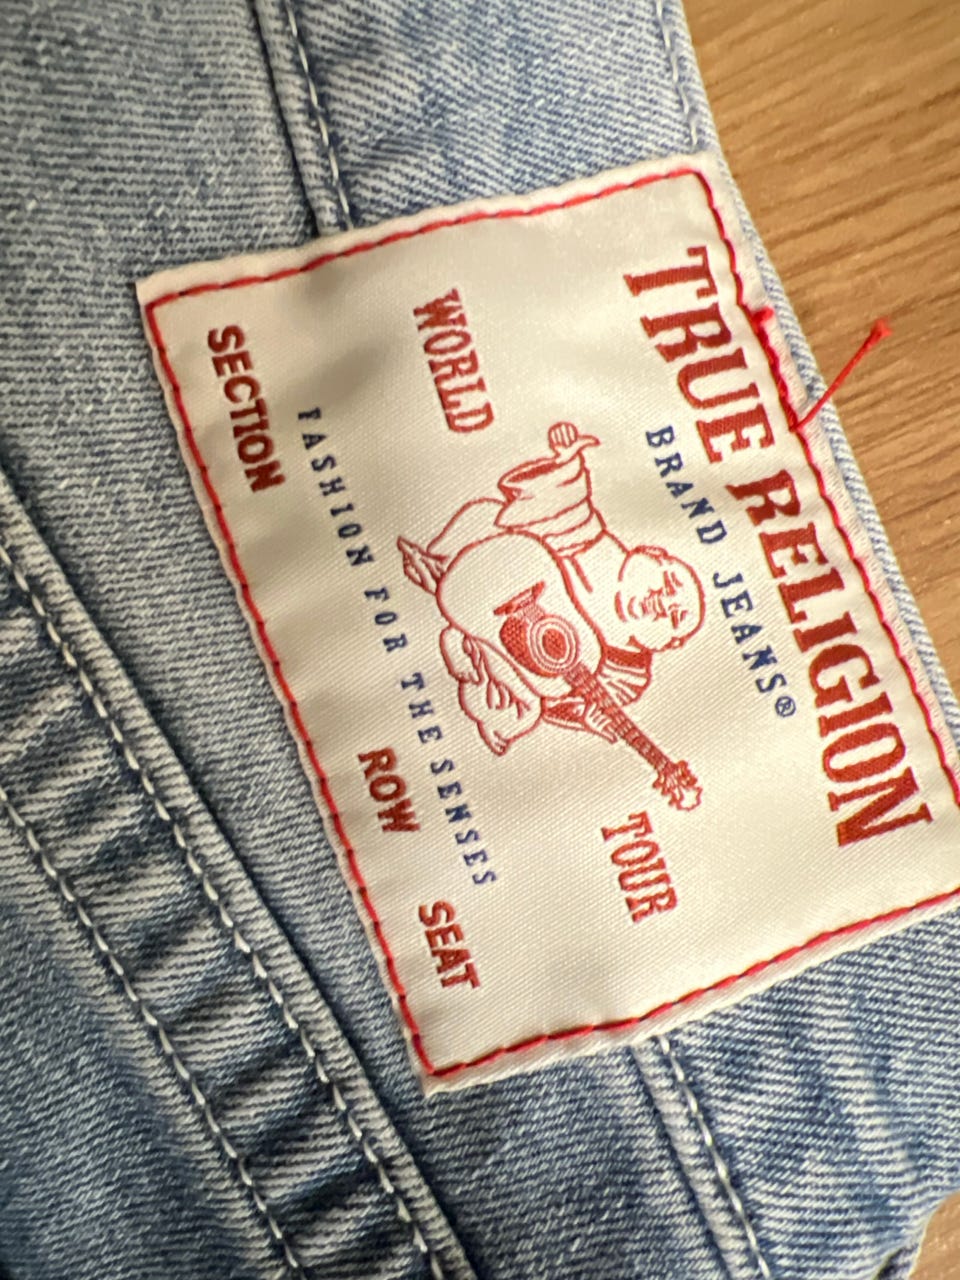 TRUE RELIGION
BRAND JEANS®
WORLD TOUR
FASHION FOR THE SENSES
SECTION ROW SEAT